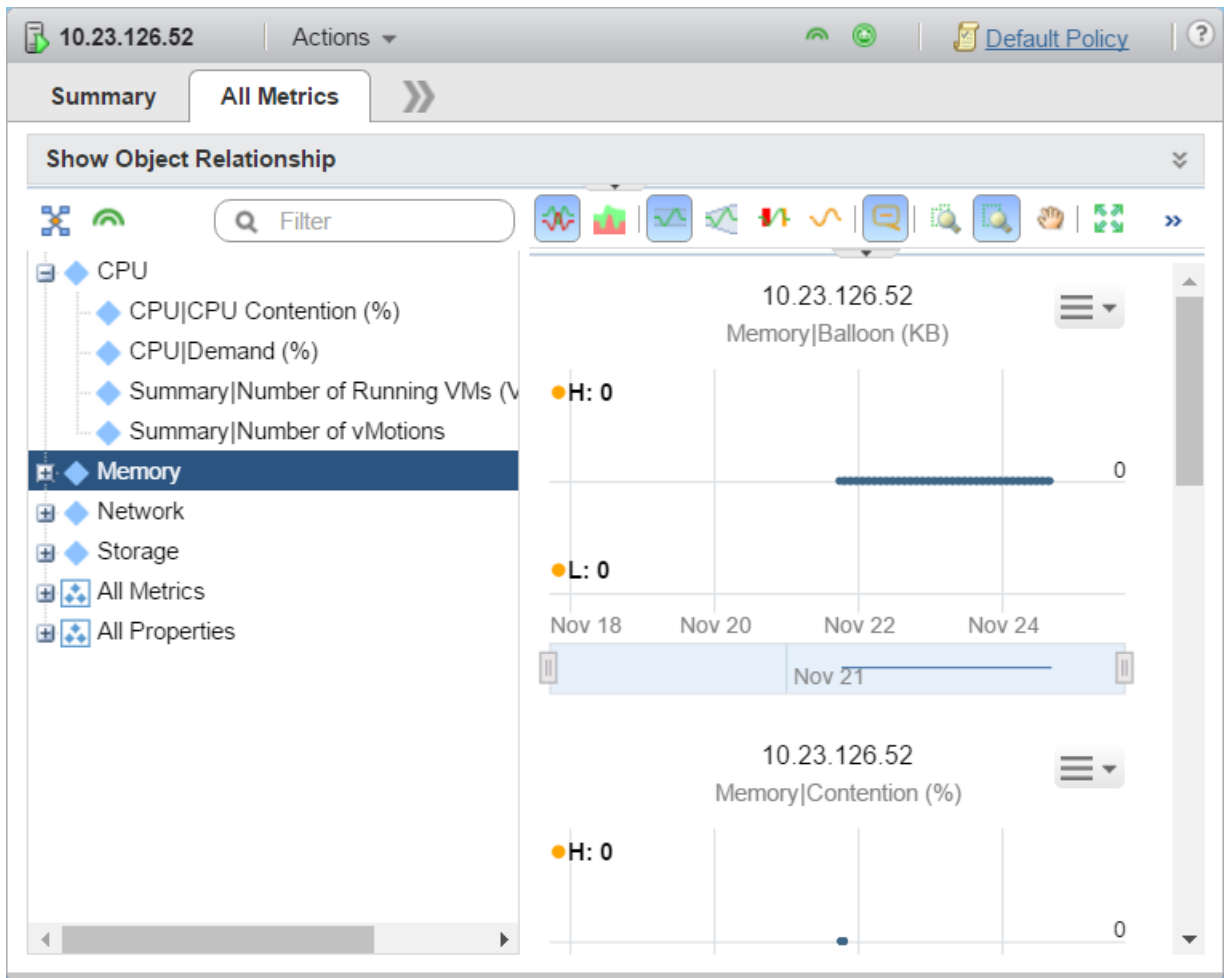 10.23.126.52 Actions Default Policy ?
Summary All Metrics
Show Object Relationship
Filter
CPU
CPU|CPU Contention (%)
CPU|Demand (%)
Summary|Number of Running VMs (V
Summary|Number of vMotions
Memory
Network
Storage
All Metrics
All Properties
10.23.126.52
Memory|Balloon (KB)
H: 0
0
L: 0
Nov 18 Nov 20 Nov 22 Nov 24
Nov 21
10.23.126.52
Memory|Contention (%)
H: 0
0